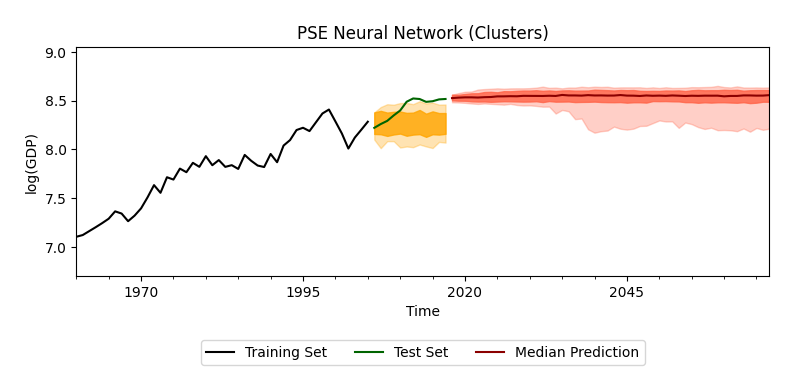 PSE Neural Network (Clusters)
9.0
8.5
8.0
7.5
7.0
log(GDP)
1970 1995 2020 2045
Time
Training Set Test Set Median Prediction